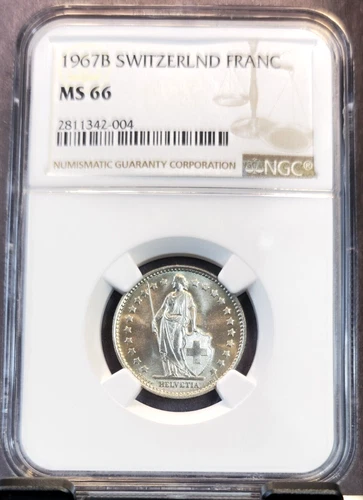 1967B SWITZERLND FRANC
MS 66
2811342-004
NUMISMATIC GUARANTY CORPORATION
NGC®
HELVETIA